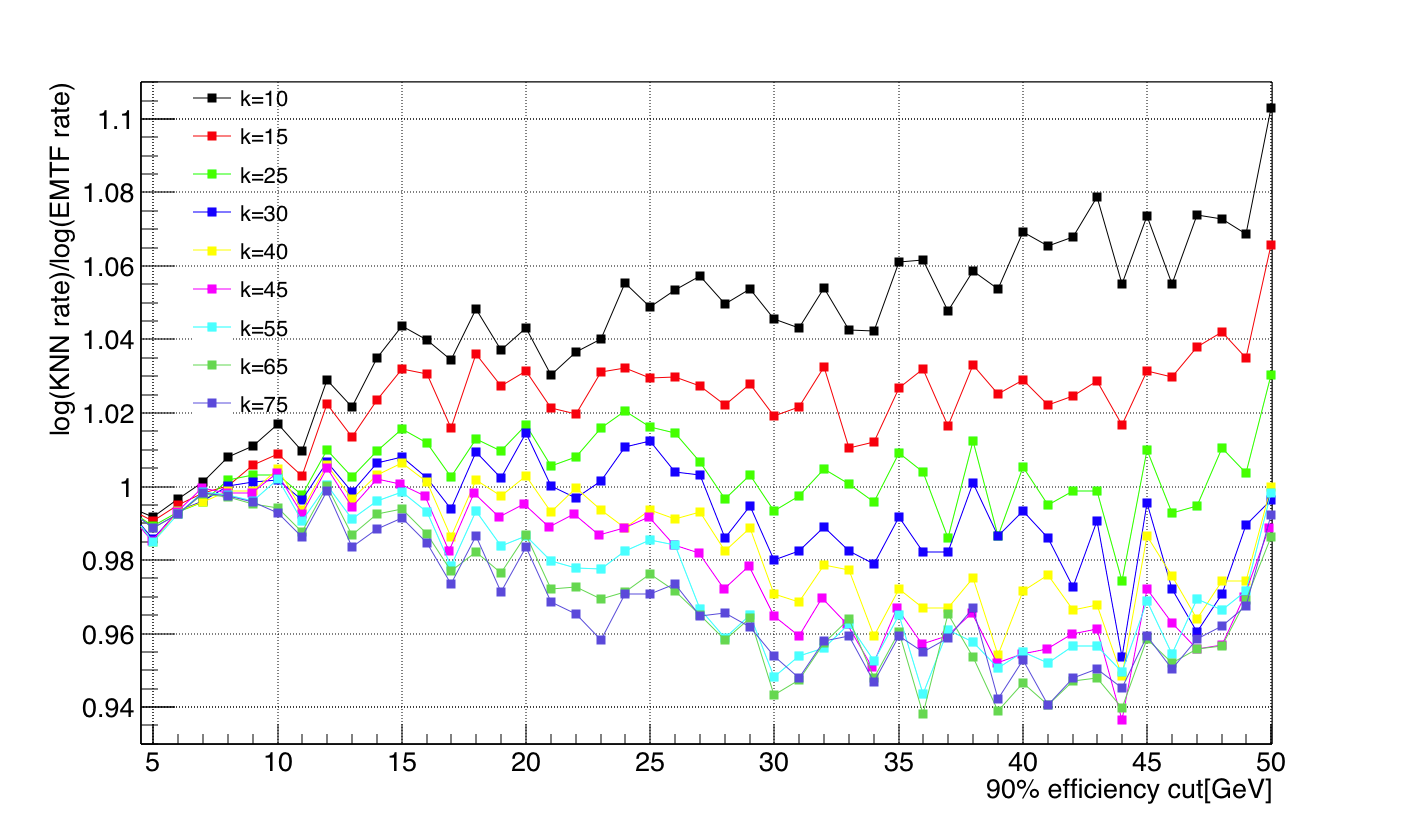 log(KNN rate)/log(EMTF rate)
1.1
1.08
1.06
1.04
1.02
1
0.98
0.96
0.94
k=10
k=15
k=25
k=30
k=40
k=45
k=55
k=65
k=75
5 10 15 20 25 30 35 40 45 50
90% efficiency cut[GeV]